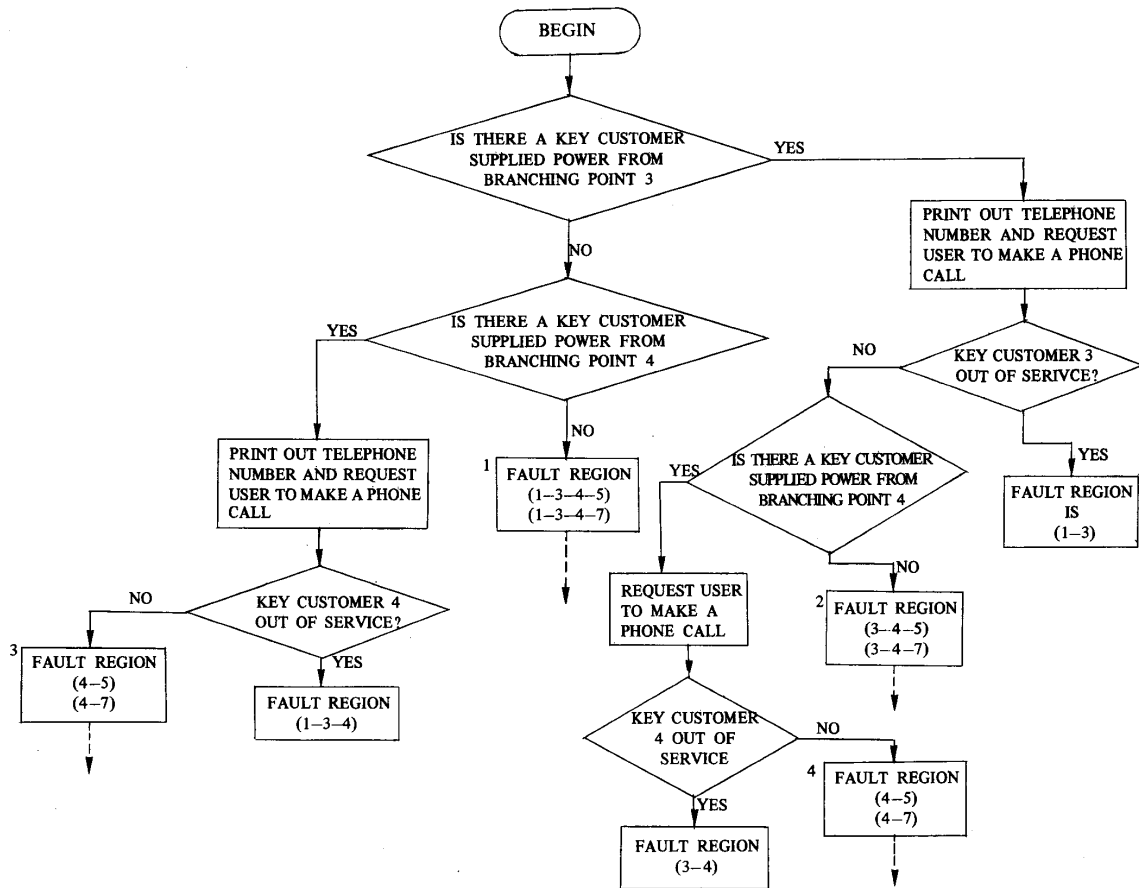 BEGIN
IS THERE A KEY CUSTOMER
SUPPLIED POWER FROM
BRANCHING POINT 3
YES
NO
PRINT OUT TELEPHONE
NUMBER AND REQUEST
USER TO MAKE A PHONE
CALL
IS THERE A KEY CUSTOMER
SUPPLIED POWER FROM
BRANCHING POINT 4
YES
NO
KEY CUSTOMER 3
OUT OF SERIVCE?
NO
YES
PRINT OUT TELEPHONE
NUMBER AND REQUEST
USER TO MAKE A PHONE
CALL
1
FAULT REGION
(1–3–4–5)
(1–3–4–7)
IS THERE A KEY CUSTOMER
SUPPLIED POWER FROM
BRANCHING POINT 4
YES
NO
FAULT REGION
IS
(1–3)
KEY CUSTOMER 4
OUT OF SERVICE?
NO
YES
REQUEST USER
TO MAKE A
PHONE CALL
2
FAULT REGION
(3–4–5)
(3–4–7)
3
FAULT REGION
(4–5)
(4–7)
FAULT REGION
(1–3–4)
KEY CUSTOMER
4 OUT OF
SERVICE
NO
YES
4
FAULT REGION
(4–5)
(4–7)
FAULT REGION
(3–4)